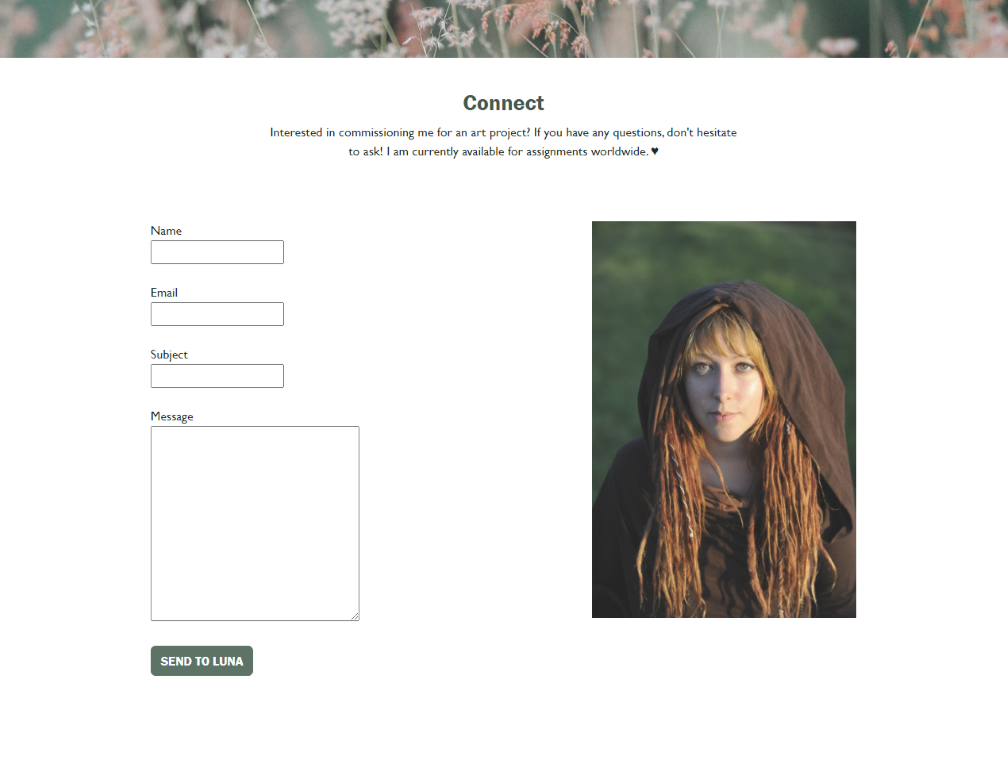 Connect
Interested in commissioning me for an art project? If you have any questions, don't hesitate
to ask! I am currently available for assignments worldwide. ♥
Name
Email
Subject
Message
SEND TO LUNA